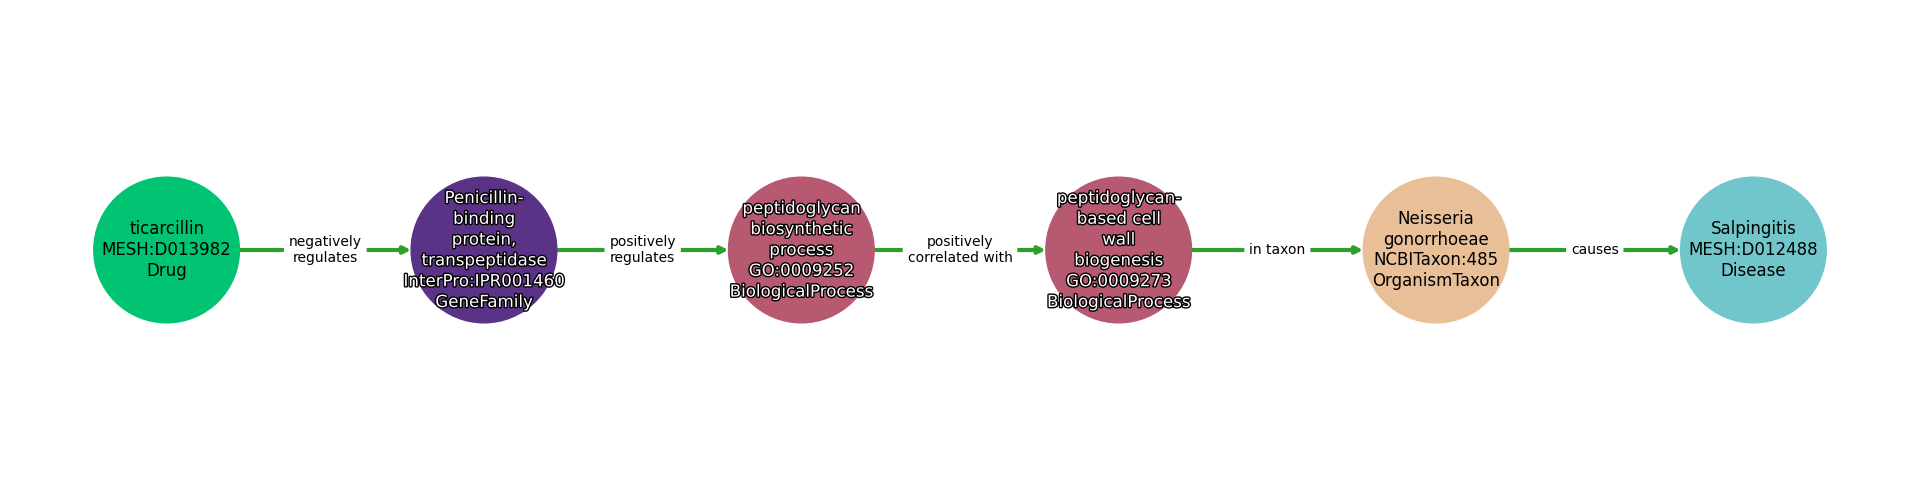 ticarcillin
MESH:D013982
Drug
negatively
regulates
Penicillin-
binding
protein,
transpeptidase
InterPro:IPR001460
GeneFamily
positively
regulates
peptidoglycan
biosynthetic
process
GO:0009252
BiologicalProcess
positively
correlated with
peptidoglycan-
based cell
wall
biogenesis
GO:0009273
BiologicalProcess
in taxon
Neisseria
gonorrhoeae
NCBITaxon:485
OrganismTaxon
causes
Salpingitis
MESH:D012488
Disease